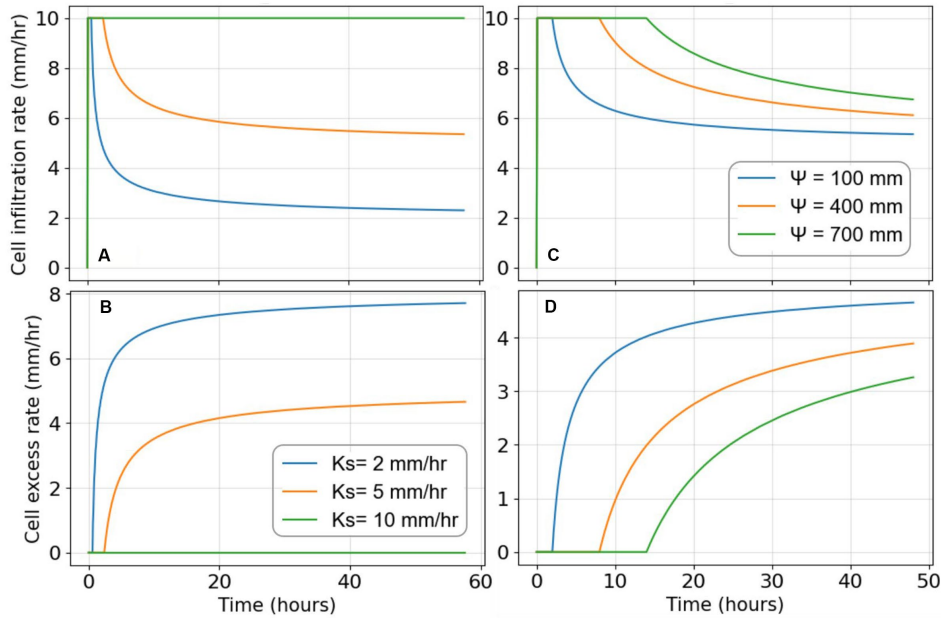 10
8
6
4
2
0
Cell infiltration rate (mm/hr)
A
10
8
6
4
2
0
C
Ψ = 100 mm
Ψ = 400 mm
Ψ = 700 mm
8
6
4
2
0
Cell excess rate (mm/hr)
B
Ks= 2 mm/hr
Ks= 5 mm/hr
Ks= 10 mm/hr
0 20 40 60
Time (hours)
4
3
2
1
0
D
0 10 20 30 40 50
Time (hours)